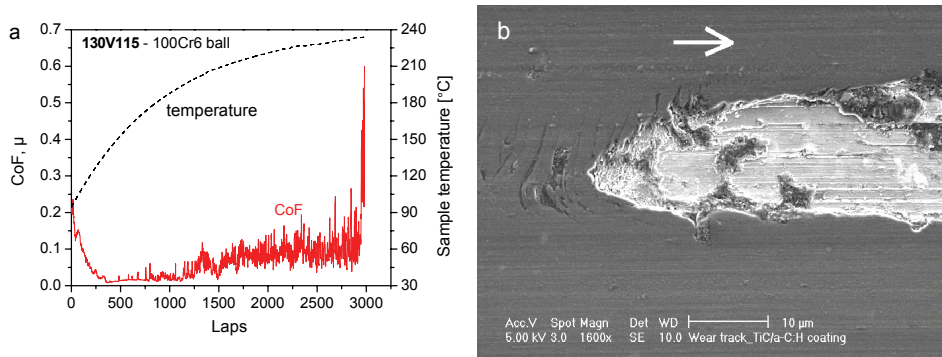 a
130V115 - 100Cr6 ball
0.7
0.6
0.5
0.4
0.3
0.2
0.1
0.0
CoF, µ
temperature
CoF
240
210
180
150
120
90
60
30
Sample temperature [°C]
0 500 1000 1500 2000 2500 3000
Laps
b
Acc.V Spot Magn Det WD 10 µm
5.00 kV 3.0 1600x SE 10.0 Wear track_TiC/a-C:H coating